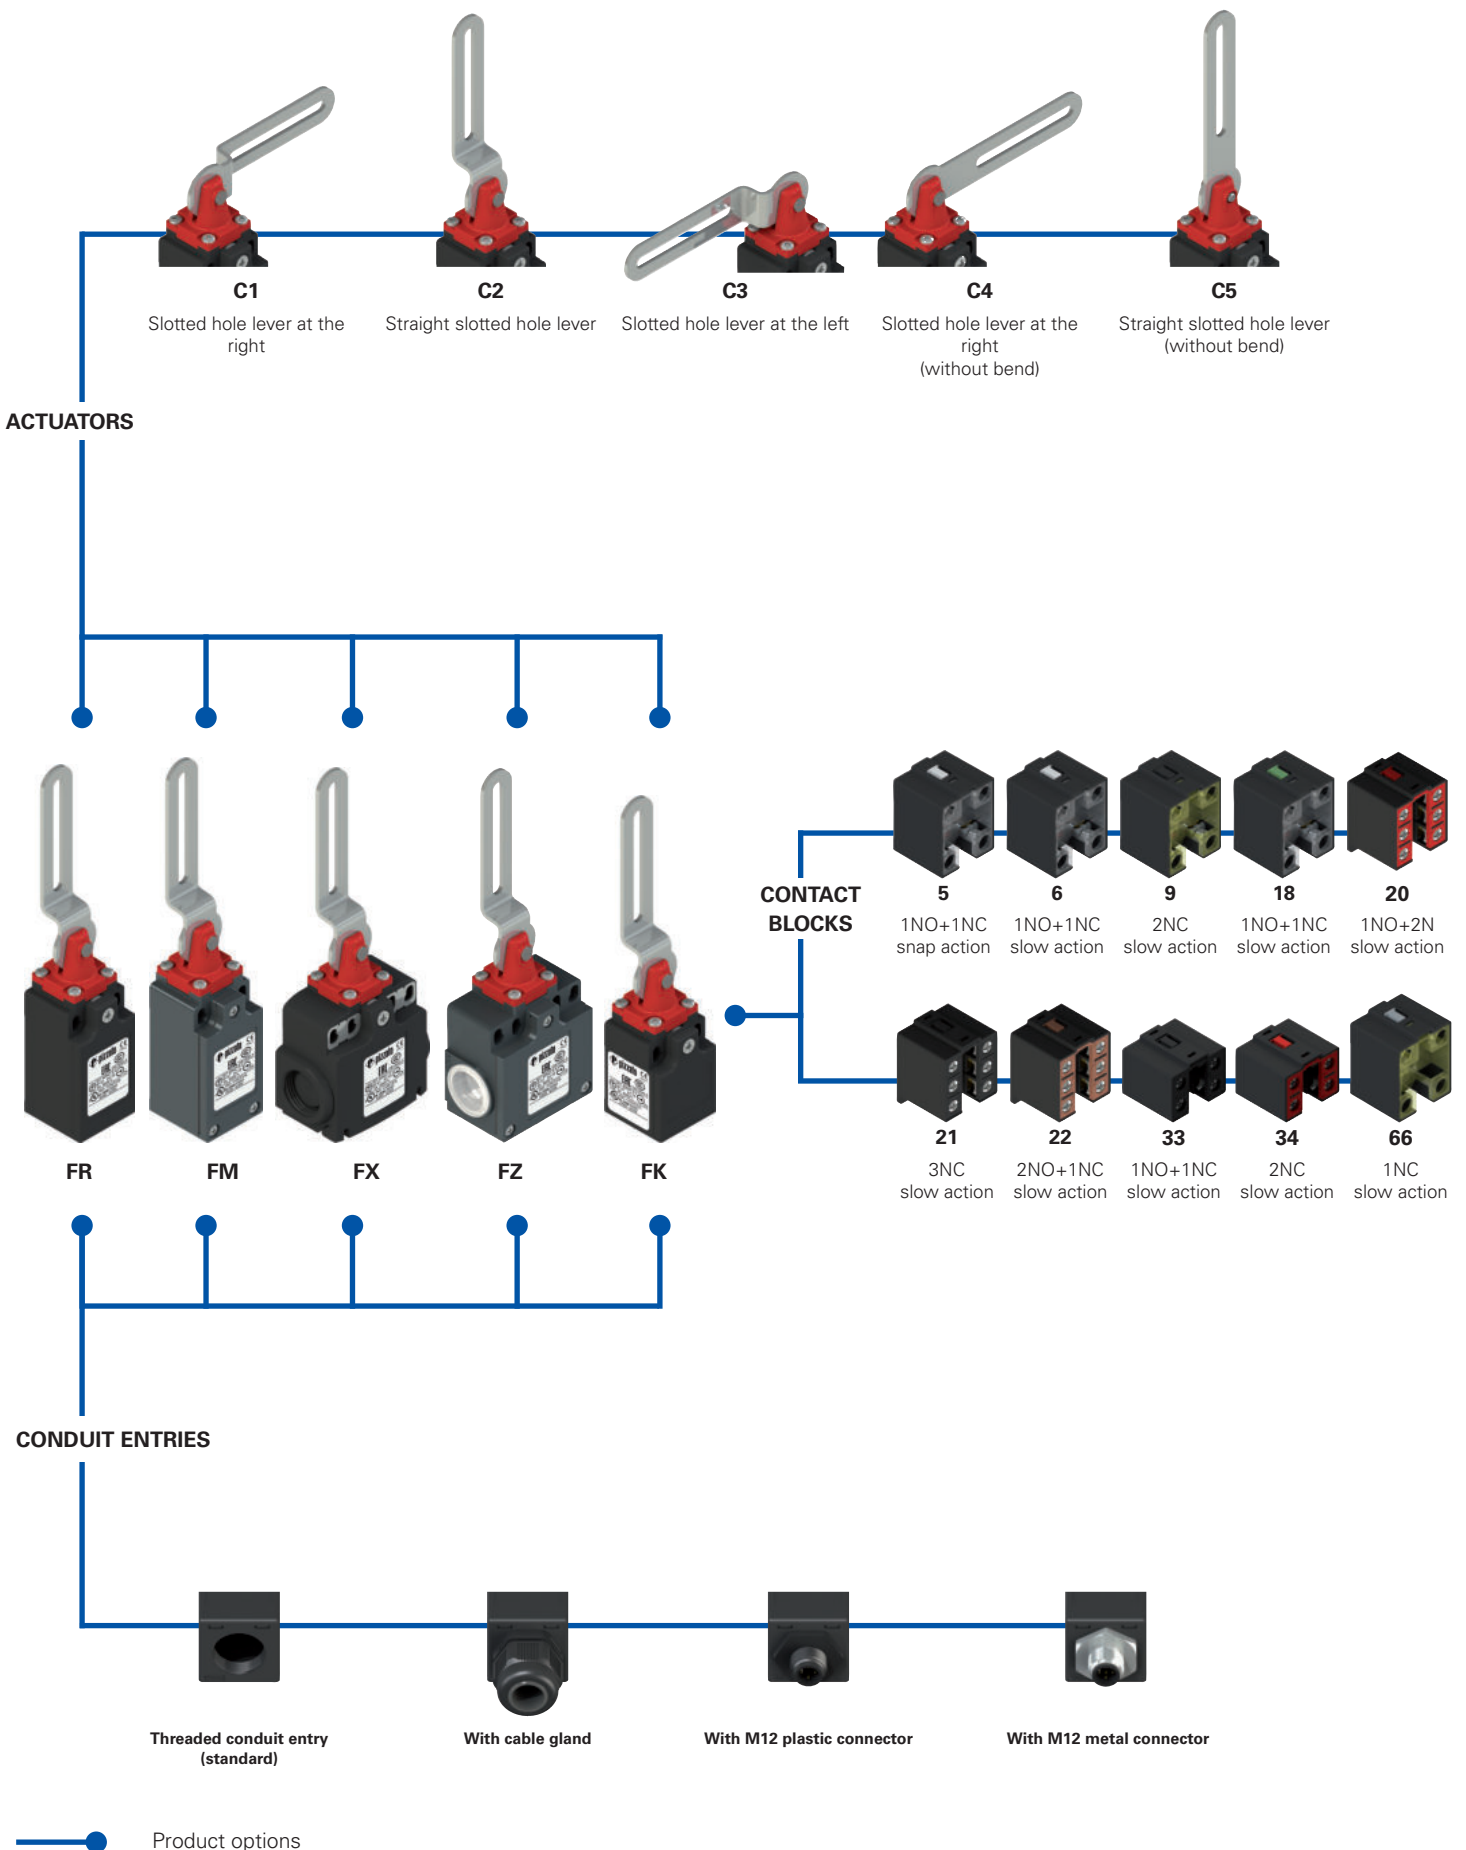 C1
Slotted hole lever at the
right
C2
Straight slotted hole lever
C3
Slotted hole lever at the left
C4
Slotted hole lever at the
right
(without bend)
C5
Straight slotted hole lever
(without bend)
ACTUATORS
CONTACT
BLOCKS
5
1NO+1NC
snap action
6
1NO+1NC
slow action
9
2NC
slow action
18
1NO+1NC
slow action
20
1NO+2N
slow action
21
3NC
slow action
22
2NO+1NC
slow action
33
1NO+1NC
slow action
34
2NC
slow action
66
1NC
slow action
pizzato
pizzato
pizzato
pizzato
pizzato
FR
FM
FX
FZ
FK
CONDUIT ENTRIES
Threaded conduit entry
(standard)
With cable gland
With M12 plastic connector
With M12 metal connector
Product options